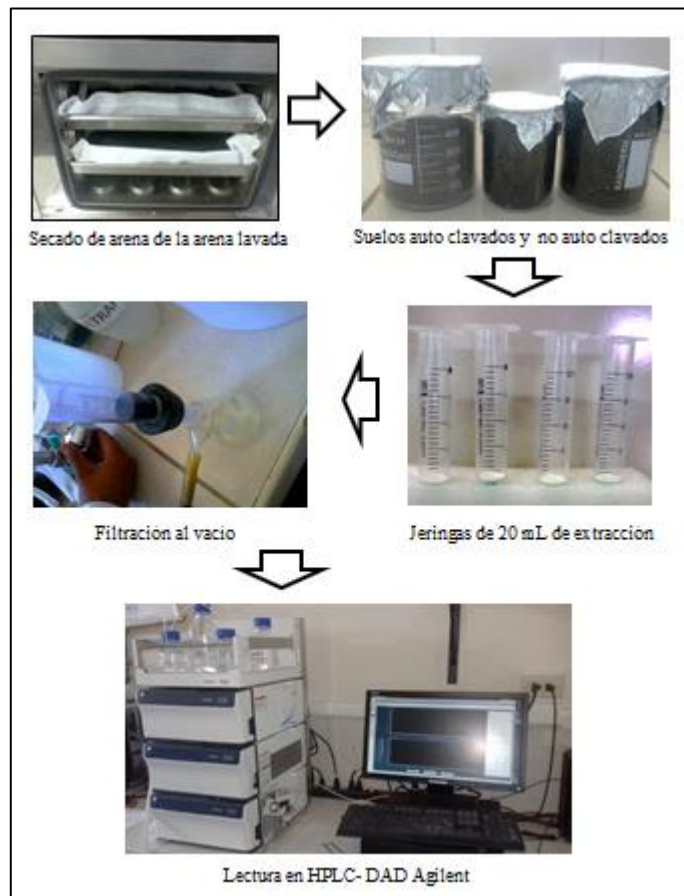 Secado de arena de la arena lavada
Suelos auto clavados y no auto clavados
Filtración al vacio
Jeringas de 20 mL de extracción
Lectura en HPLC- DAD Agilent